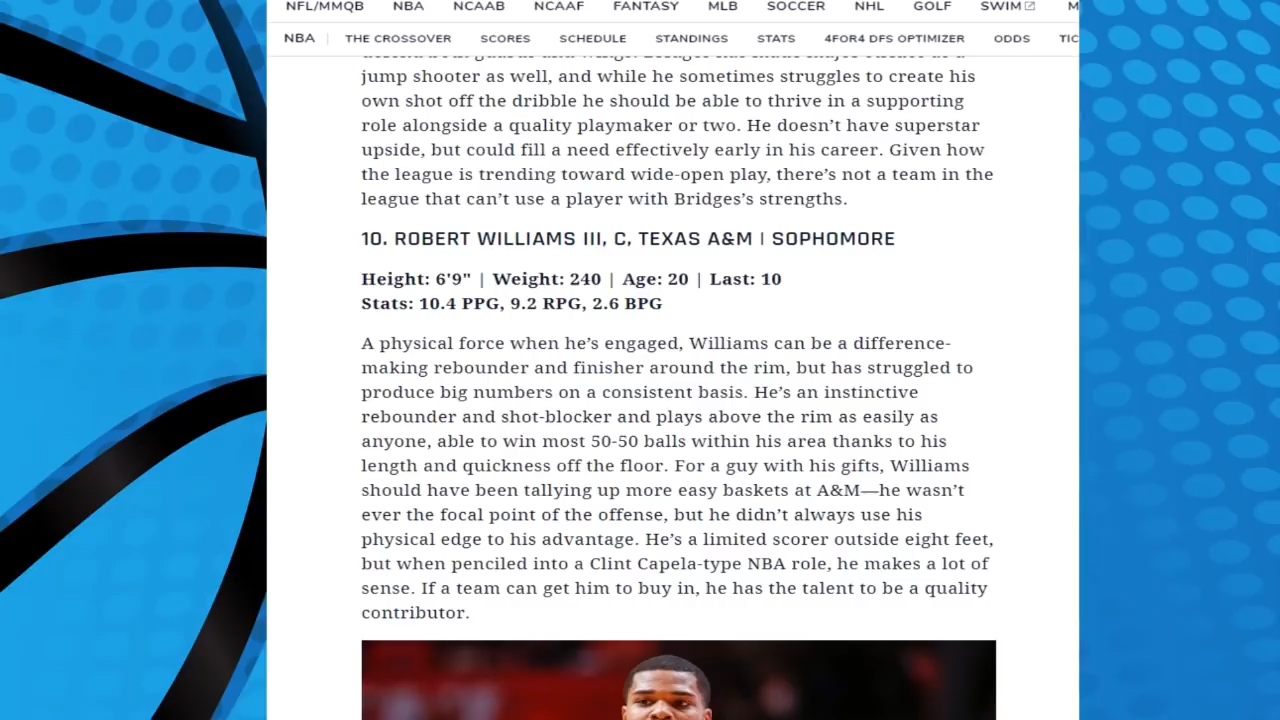 NFL/MMQB NBA NCAAB NCAAF FANTASY MLB SOCCER NHL GOLF SWIM M
NBA THE CROSSOVER SCORES SCHEDULE STANDINGS STATS 4FOR4 DFS OPTIMIZER ODDS TIC
jump shooter as well, and while he sometimes struggles to create his
own shot off the dribble he should be able to thrive in a supporting
role alongside a quality playmaker or two. He doesn’t have superstar
upside, but could fill a need effectively early in his career. Given how
the league is trending toward wide-open play, there’s not a team in the
league that can’t use a player with Bridges’s strengths.
10. ROBERT WILLIAMS III, C, TEXAS A&M | SOPHOMORE
Height: 6'9" | Weight: 240 | Age: 20 | Last: 10
Stats: 10.4 PPG, 9.2 RPG, 2.6 BPG
A physical force when he’s engaged, Williams can be a difference-
making rebounder and finisher around the rim, but has struggled to
produce big numbers on a consistent basis. He’s an instinctive
rebounder and shot-blocker and plays above the rim as easily as
anyone, able to win most 50-50 balls within his area thanks to his
length and quickness off the floor. For a guy with his gifts, Williams
should have been tallying up more easy baskets at A&M—he wasn’t
ever the focal point of the offense, but he didn’t always use his
physical edge to his advantage. He’s a limited scorer outside eight feet,
but when penciled into a Clint Capela-type NBA role, he makes a lot of
sense. If a team can get him to buy in, he has the talent to be a quality
contributor.